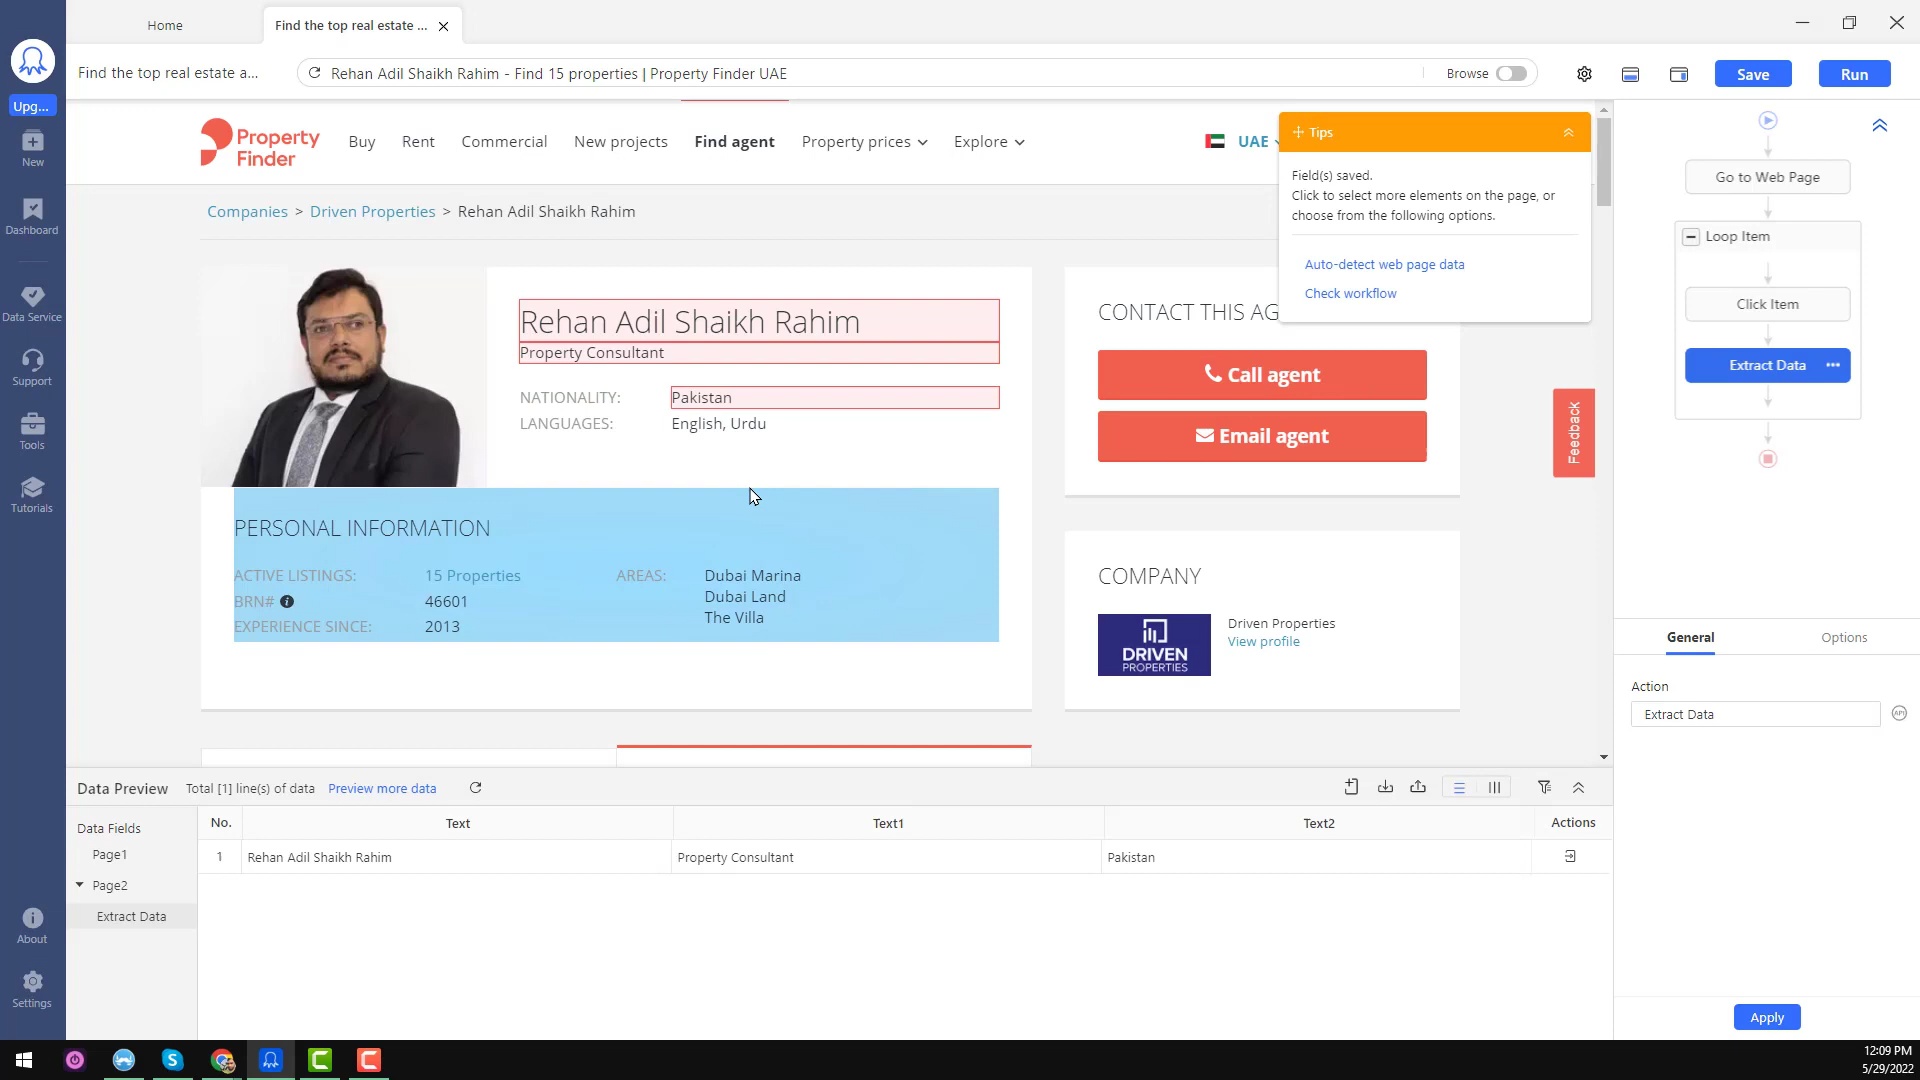 Home
Find the top real estate ...
Find the top real estate a...
Rehan Adil Shaikh Rahim - Find 15 properties | Property Finder UAE
Browse
Save
Run
Upg...
New
Dashboard
Data Service
Support
Tools
Tutorials
About
Settings
Property
Finder
Buy
Rent
Commercial
New projects
Find agent
Property prices
Explore
UAE
Companies > Driven Properties > Rehan Adil Shaikh Rahim
Rehan Adil Shaikh Rahim
Property Consultant
NATIONALITY: Pakistan
LANGUAGES: English, Urdu
PERSONAL INFORMATION
ACTIVE LISTINGS: 15 Properties
BRN# 46601
EXPERIENCE SINCE: 2013
AREAS: Dubai Marina
Dubai Land
The Villa
CONTACT THIS AG
Call agent
Email agent
COMPANY
DRIVEN
PROPERTIES
Driven Properties
View profile
Feedback
Tips
Field(s) saved.
Click to select more elements on the page, or
choose from the following options.
Auto-detect web page data
Check workflow
Go to Web Page
Loop Item
Click Item
Extract Data
General
Options
Action
Extract Data
API
Apply
Data Preview
Total [1] line(s) of data
Preview more data
Data Fields
Page1
Page2
Extract Data
No. Text Text1 Text2 Actions
1 Rehan Adil Shaikh Rahim Property Consultant Pakistan
12:09 PM
5/29/2022